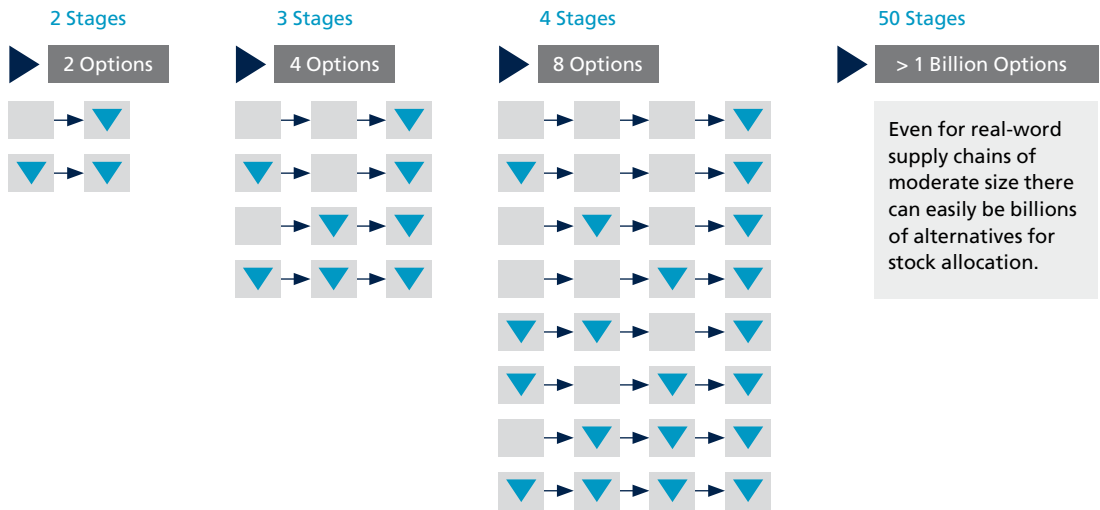 2 Stages
3 Stages
4 Stages
50 Stages
2 Options
4 Options
8 Options
> 1 Billion Options
Even for real-word
supply chains of
moderate size there
can easily be billions
of alternatives for
stock allocation.